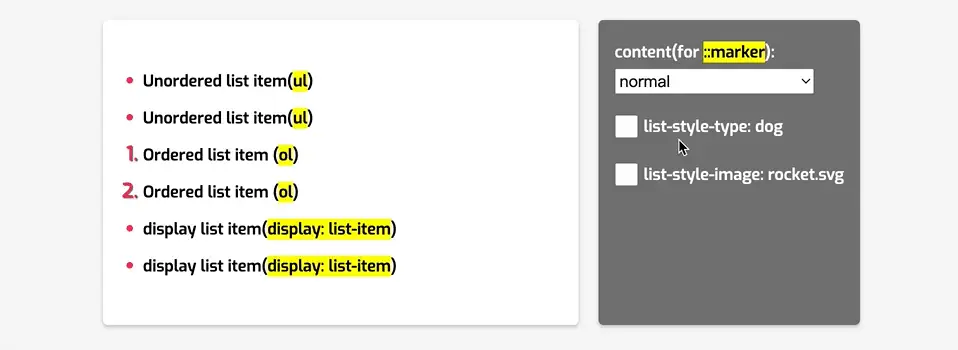 Unordered list item(ul)
Unordered list item(ul)
1. Ordered list item (ol)
2. Ordered list item (ol)
display list item(display: list-item)
display list item(display: list-item)
content(for ::marker):
normal
list-style-type: dog
list-style-image: rocket.svg